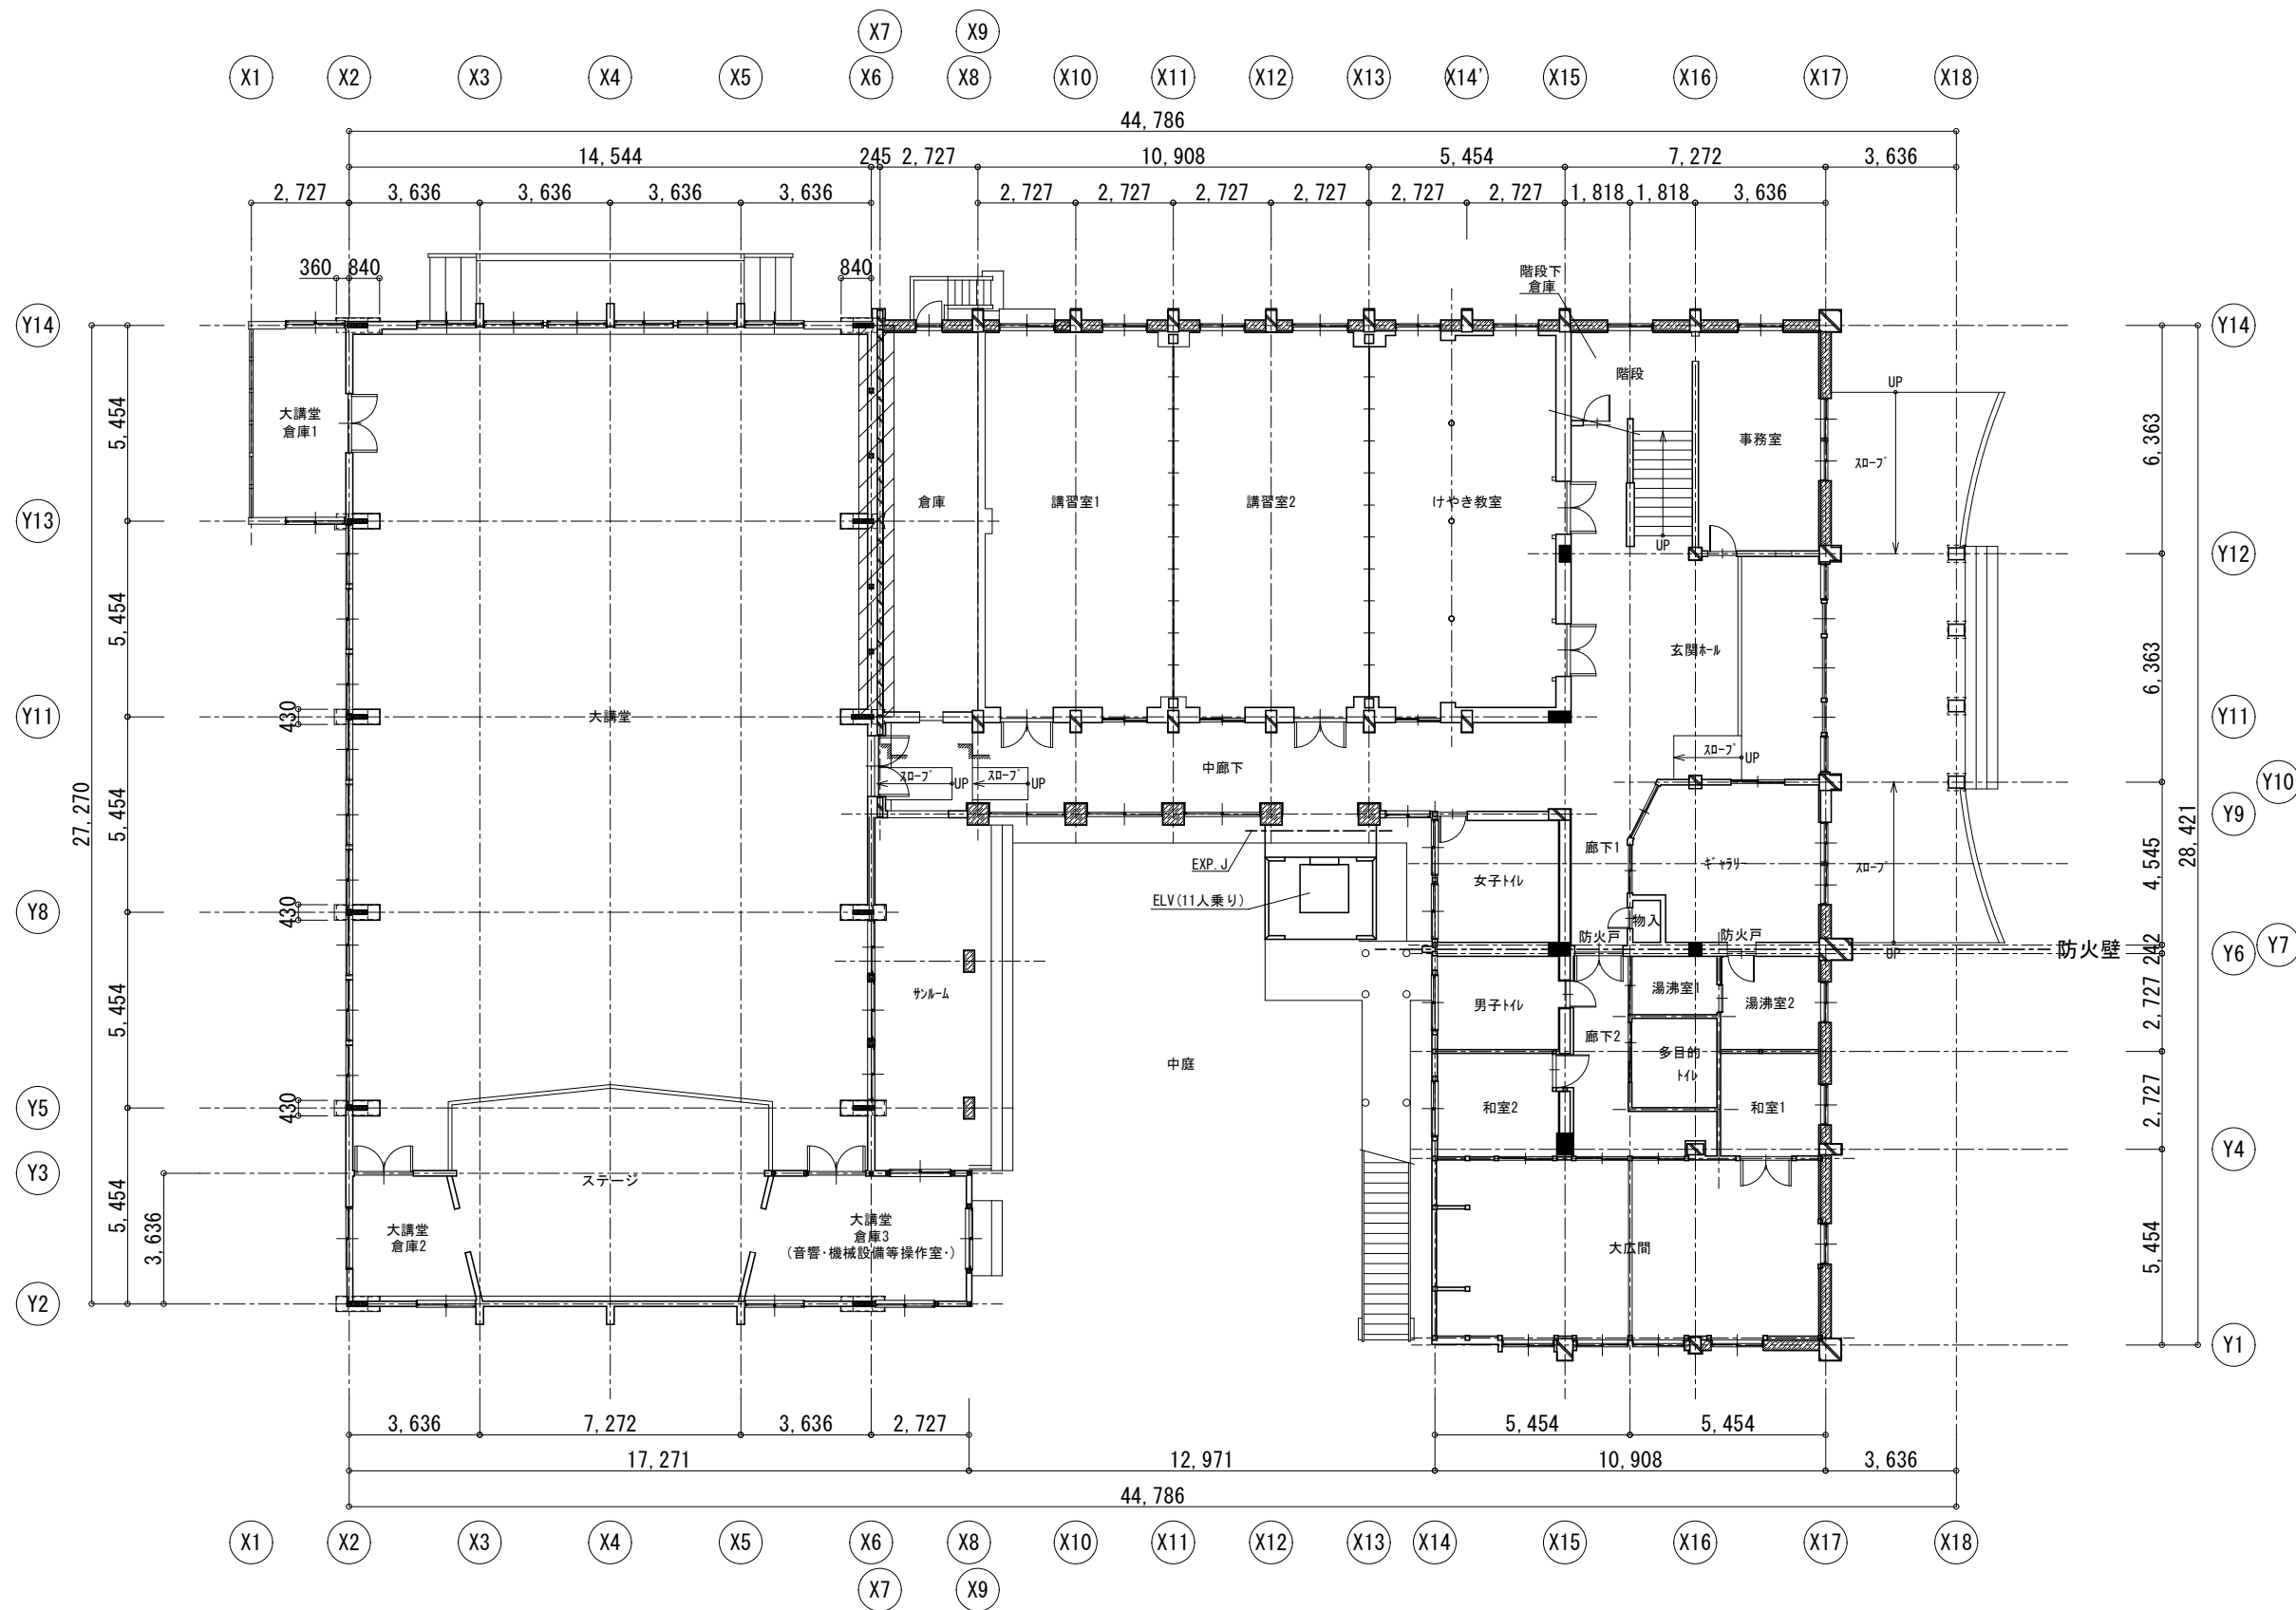 X7 X9
X1 X2 X3 X4 X5 X6 X8 X10 X11 X12 X13 X14' X15 X16 X17 X18
44,786
14,544 245 2,727 10,908 5,454 7,272 3,636
2,727 3,636 3,636 3,636 3,636 2,727 2,727 2,727 2,727 2,727 2,727 1,818 1,818 3,636
360 840 840
階段下
倉庫
Y14 Y14
階段
UP
大講堂
倉庫1
5,454
事務室
6,363
ｽﾛｰﾌﾟ
倉庫 講習室1 講習室2 けやき教室
Y13
UP
Y12
5,454
玄関ﾎｰﾙ
6,363
430
Y11 大講堂 Y11
ｽﾛｰﾌﾟ UP
中廊下
ｽﾛｰﾌﾟ UP ｽﾛｰﾌﾟ UP
Y10
27,270
5,454
Y9
28,421
EXP.J
廊下1
ｷﾞｬﾗﾘｰ
ｽﾛｰﾌﾟ
4,545
女子ﾄｲﾚ
ELV(11人乗り)
430
Y8
物入
防火戸 防火戸
UP
防火壁
242
Y6 Y7
サンルーム
5,454
湯沸室1
男子ﾄｲﾚ
湯沸室2
2,727
廊下2
多目的
ﾄｲﾚ
中庭
430
Y5
和室2 和室1
2,727
Y3
Y4
ステージ
5,454
3,636
大講堂
倉庫2
大講堂
倉庫3
(音響・機械設備等操作室・)
大広間
5,454
Y2
Y1
3,636 7,272 3,636 2,727 5,454 5,454
17,271 12,971 10,908 3,636
44,786
X1 X2 X3 X4 X5 X6 X8 X10 X11 X12 X13 X14 X15 X16 X17 X18
X7 X9